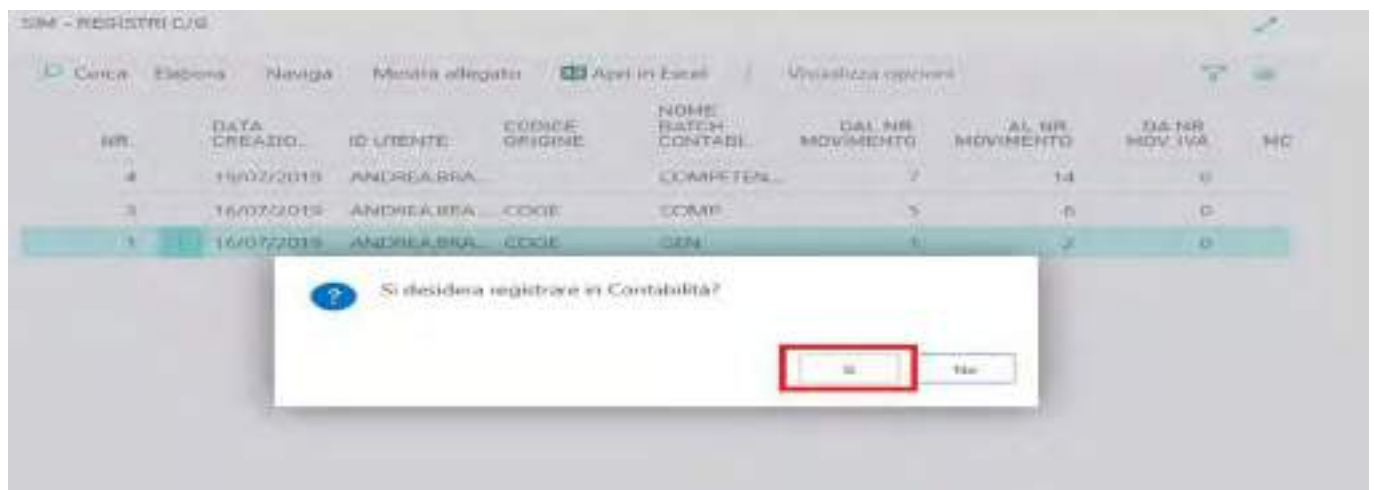 SIM - REGISTRI C/G
Cerca Elabora Naviga Mostra allegato Apri in Excel Visualizza opzioni
NR. DATA CREAZIO... ID UTENTE CODICE ORIGINE NOME BATCH CONTABI... DAL NR. MOVIMENTO AL NR. MOVIMENTO DA NR. MOV. IVA
4 19/07/2019 ANDREA.BRA... COMPETEN... 7 14 0
3 16/07/2019 ANDREA.BRA... COGE COMP 5 6 0
1 16/07/2019 ANDREA.BRA... COGE GEN 1 2 0
Si desidera registrare in Contabilità?
Sì No